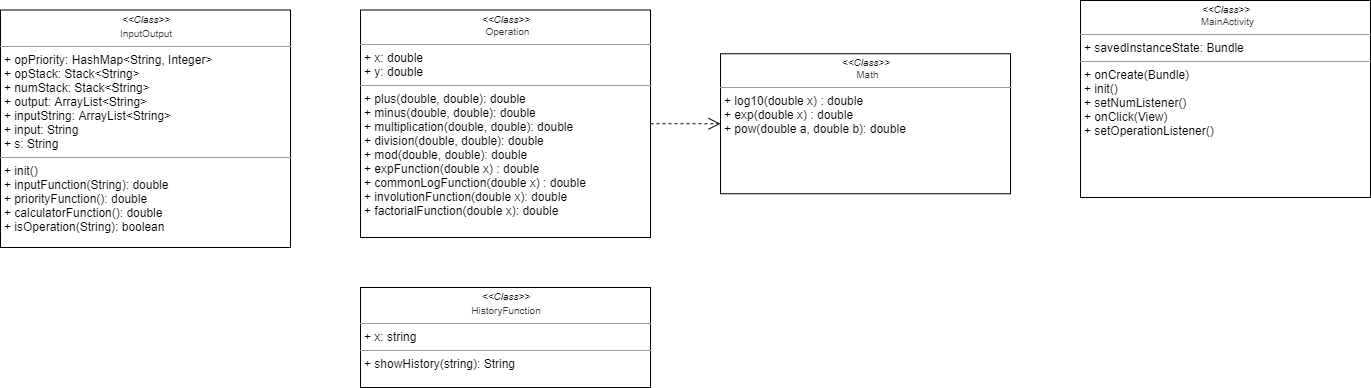 <<Class>>
InputOutput
+ opPriority: HashMap<String, Integer>
+ opStack: Stack<String>
+ numStack: Stack<String>
+ output: ArrayList<String>
+ inputString: ArrayList<String>
+ input: String
+ s: String
+ init()
+ inputFunction(String): double
+ priorityFunction(): double
+ calculatorFunction(): double
+ isOperation(String): boolean
<<Class>>
Operation
+ x: double
+ y: double
+ plus(double, double): double
+ minus(double, double): double
+ multiplication(double, double): double
+ division(double, double): double
+ mod(double, double): double
+ expFunction(double x) : double
+ commonLogFunction(double x) : double
+ involutionFunction(double x): double
+ factorialFunction(double x): double
<<Class>>
Math
+ log10(double x) : double
+ exp(double x) : double
+ pow(double a, double b): double
<<Class>>
MainActivity
+ savedInstanceState: Bundle
+ onCreate(Bundle)
+ init()
+ setNumListener()
+ onClick(View)
+ setOperationListener()
<<Class>>
HistoryFunction
+ x: string
+ showHistory(string): String